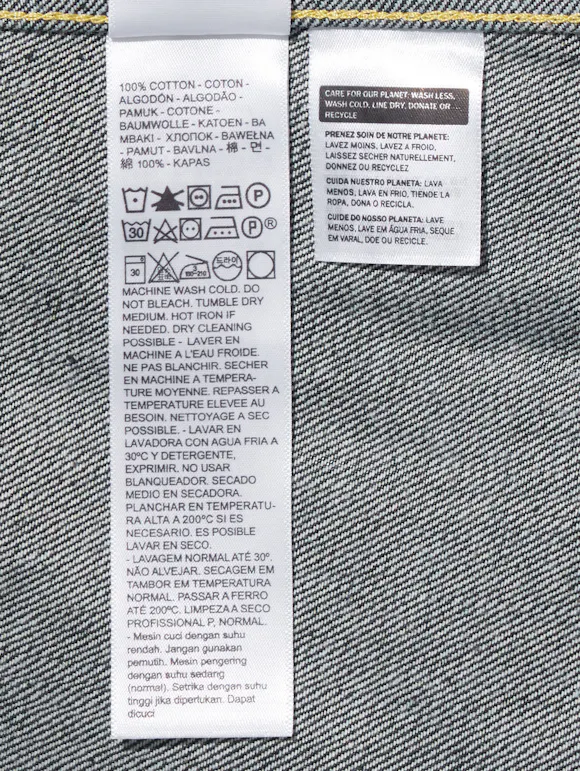 100% COTTON - COTON -
ALGODÓN - ALGODÃO -
PAMUK - COTONE -
BAUMWOLLE - KATOEN - BA
MBAKI - ХЛОПОК - BAWEŁNA
- PAMUT - BAVLNA - 棉 - 면 -
綿 100% - KAPAS
P
30 P®
30 180-210 드라이
MACHINE WASH COLD. DO
NOT BLEACH. TUMBLE DRY
MEDIUM. HOT IRON IF
NEEDED. DRY CLEANING
POSSIBLE - LAVER EN
MACHINE A L'EAU FROIDE.
NE PAS BLANCHIR. SECHER
EN MACHINE A TEMPERA-
TURE MOYENNE. REPASSER A
TEMPERATURE ELEVEE AU
BESOIN. NETTOYAGE A SEC
POSSIBLE. - LAVAR EN
LAVADORA CON AGUA FRIA A
30ºC Y DETERGENTE,
EXPRIMIR. NO USAR
BLANQUEADOR. SECADO
MEDIO EN SECADORA.
PLANCHAR EN TEMPERATU-
RA ALTA A 200ºC SI ES
NECESARIO. ES POSIBLE
LAVAR EN SECO.
- LAVAGEM NORMAL ATÉ 30º.
NÃO ALVEJAR. SECAGEM EM
TAMBOR EM TEMPERATURA
NORMAL. PASSAR A FERRO
ATÉ 200ºC. LIMPEZA A SECO
PROFISSIONAL P, NORMAL.
- Mesin cuci dengan suhu
rendah. Jangan gunakan
pemutih. Mesin pengering
dengan suhu sedang
(normal). Setrika dengan suhu
tinggi jika diperlukan. Dapat
dicuci
CARE FOR OUR PLANET: WASH LESS,
WASH COLD, LINE DRY, DONATE OR
RECYCLE
PRENEZ SOIN DE NOTRE PLANETE:
LAVEZ MOINS, LAVEZ A FROID,
LAISSEZ SECHER NATURELLEMENT,
DONNEZ OU RECYCLEZ
CUIDA NUESTRO PLANETA: LAVA
MENOS, LAVA EN FRIO, TIENDE LA
ROPA, DONA O RECICLA.
CUIDE DO NOSSO PLANETA: LAVE
MENOS, LAVE EM ÁGUA FRIA, SEQUE
EM VARAL, DOE OU RECICLE.